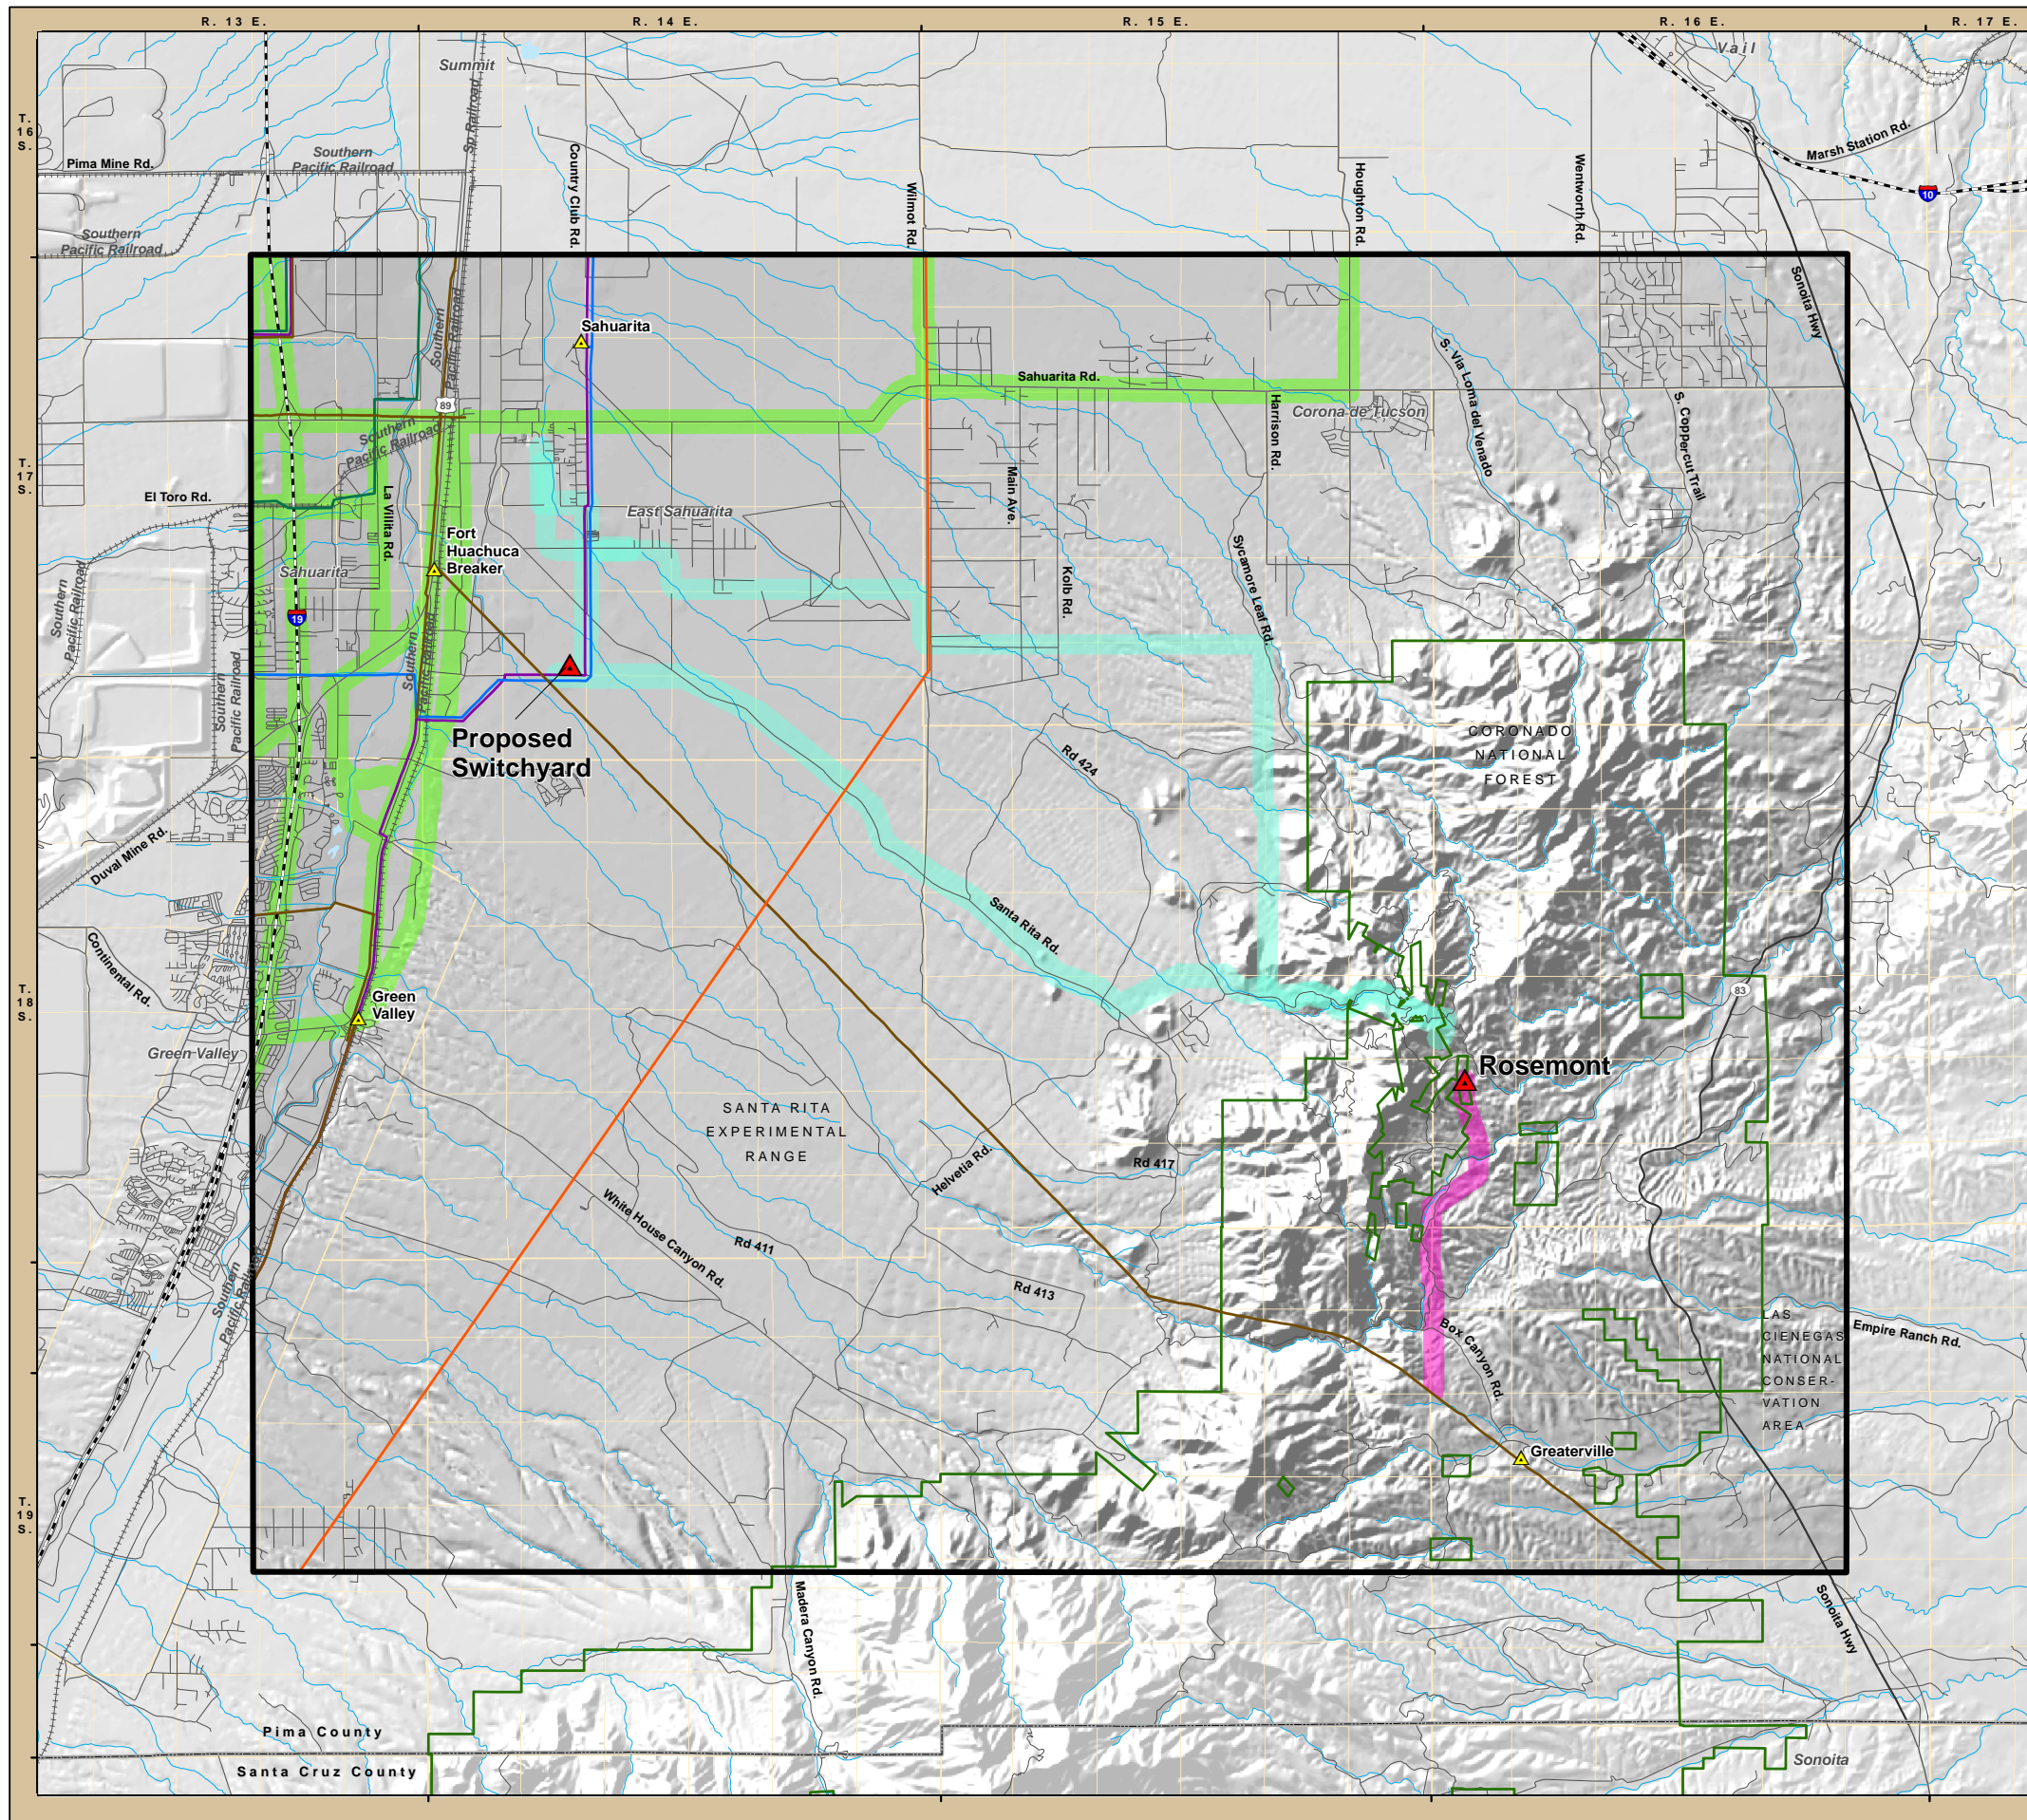 R. 13 E.
R. 14 E.
R. 15 E.
R. 16 E.
R. 17 E.
T.
16
S.
T.
17
S.
T.
18
S.
T.
19
S.
Summit
Vail
Sp Railroad
Pima Mine Rd.
Southern
Pacific Railroad
Southern
Pacific Railroad
Country Club Rd.
Wilmot Rd.
Houghton Rd.
Wentworth Rd.
Marsh Station Rd.
10
Sonoita Hwy
Southern
Pacific Railroad
Sahuarita
Sahuarita Rd.
89
Southern
Pacific Railroad
Corona de Tucson
Harrison Rd.
S. Via Loma del Venado
S. Coppercut Trail
El Toro Rd.
La Villita Rd.
East Sahuarita
Main Ave.
Fort
Huachuca
Breaker
Sahuarita
Kolb Rd.
Sycamore Leaf Rd.
Southern
Pacific Railroad
19
Southern
Pacific Railroad
Southern
Pacific Railroad
Proposed
Switchyard
Rd 424
CORONADO
NATIONAL
FOREST
Duval Mine Rd.
Santa Rita Rd.
Continental Rd.
Green
Valley
83
Green Valley
Rosemont
SANTA RITA
EXPERIMENTAL
RANGE
Helvetia Rd.
Rd 417
White House Canyon Rd.
Rd 411
Rd 413
Southern
Pacific Railroad
Box Canyon Rd.
LAS
CIENEGAS
NATIONAL
CONSER-
VATION
AREA
Empire Ranch Rd.
Greaterville
Madera Canyon Rd.
Sonoita Hwy
Pima County
Santa Cruz County
Sonoita